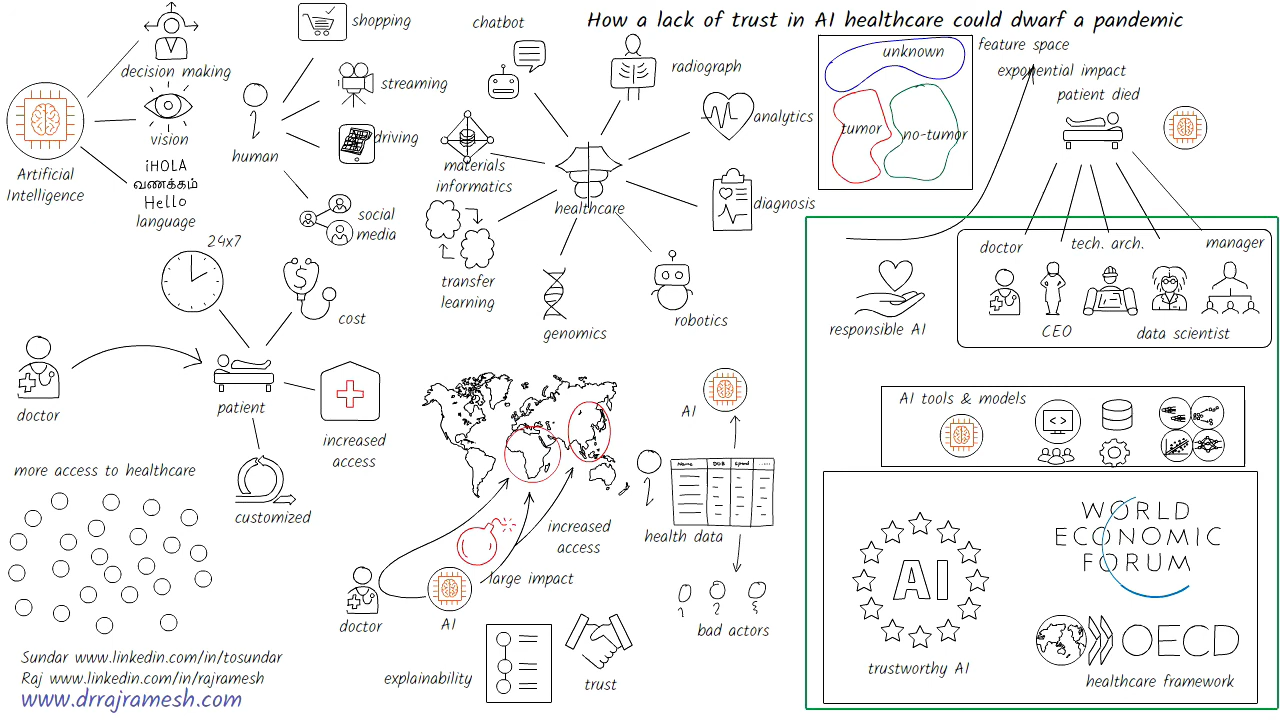 How a lack of trust in AI healthcare could dwarf a pandemic
Artificial
Intelligence
decision making
vision
¡HOLA
வணக்கம்
Hello
language
human
shopping
streaming
driving
social
media
chatbot
radiograph
analytics
materials
informatics
healthcare
diagnosis
transfer
learning
genomics
robotics
unknown
tumor
no-tumor
feature space
exponential impact
patient died
24x7
cost
doctor
patient
increased
access
customized
more access to healthcare
increased
access
large impact
doctor
AI
AI
Name DOB Epend ....
health data
bad actors
explainability
trust
responsible AI
doctor
tech. arch.
manager
CEO
data scientist
AI tools & models
<>
AI
trustworthy AI
WORLD
ECONOMIC
FORUM
OECD
healthcare framework
Sundar www.linkedin.com/in/tosundar
Raj www.linkedin.com/in/rajramesh
www.drrajramesh.com